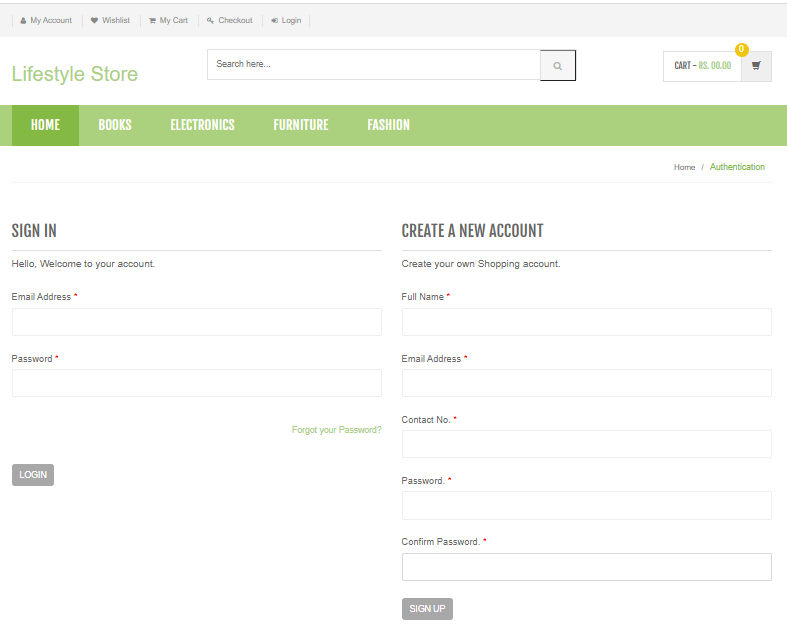 My Account Wishlist My Cart Checkout Login
Lifestyle Store
Search here...
CART - RS. 00.00
0
HOME BOOKS ELECTRONICS FURNITURE FASHION
Home / Authentication
SIGN IN
Hello, Welcome to your account.
Email Address *
Password *
Forgot your Password?
LOGIN
CREATE A NEW ACCOUNT
Create your own Shopping account.
Full Name *
Email Address *
Contact No. *
Password. *
Confirm Password. *
SIGN UP